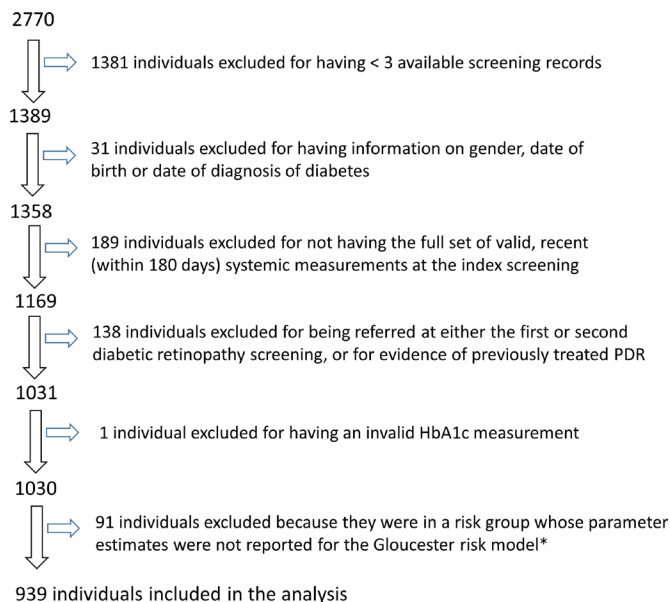 2770
1381 individuals excluded for having < 3 available screening records
1389
31 individuals excluded for having information on gender, date of
birth or date of diagnosis of diabetes
1358
189 individuals excluded for not having the full set of valid, recent
(within 180 days) systemic measurements at the index screening
1169
138 individuals excluded for being referred at either the first or second
diabetic retinopathy screening, or for evidence of previously treated PDR
1031
1 individual excluded for having an invalid HbA1c measurement
1030
91 individuals excluded because they were in a risk group whose parameter
estimates were not reported for the Gloucester risk model*
939 individuals included in the analysis